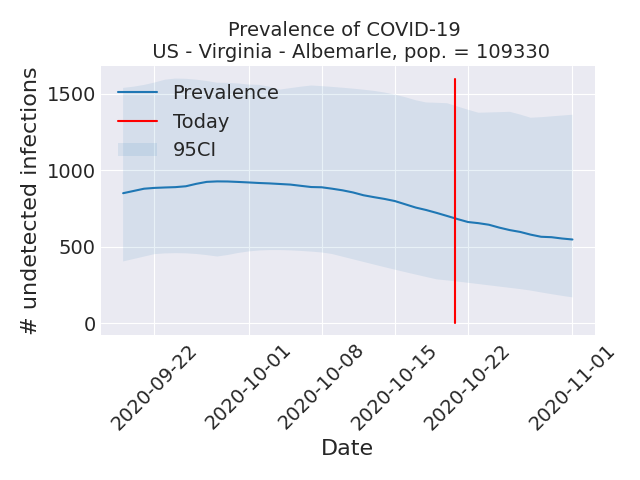 Prevalence of COVID-19
US - Virginia - Albemarle, pop. = 109330
# undetected infections
1500
1000
500
0
Prevalence
Today
95CI
2020-09-22
2020-10-01
2020-10-08
2020-10-15
2020-10-22
2020-11-01
Date